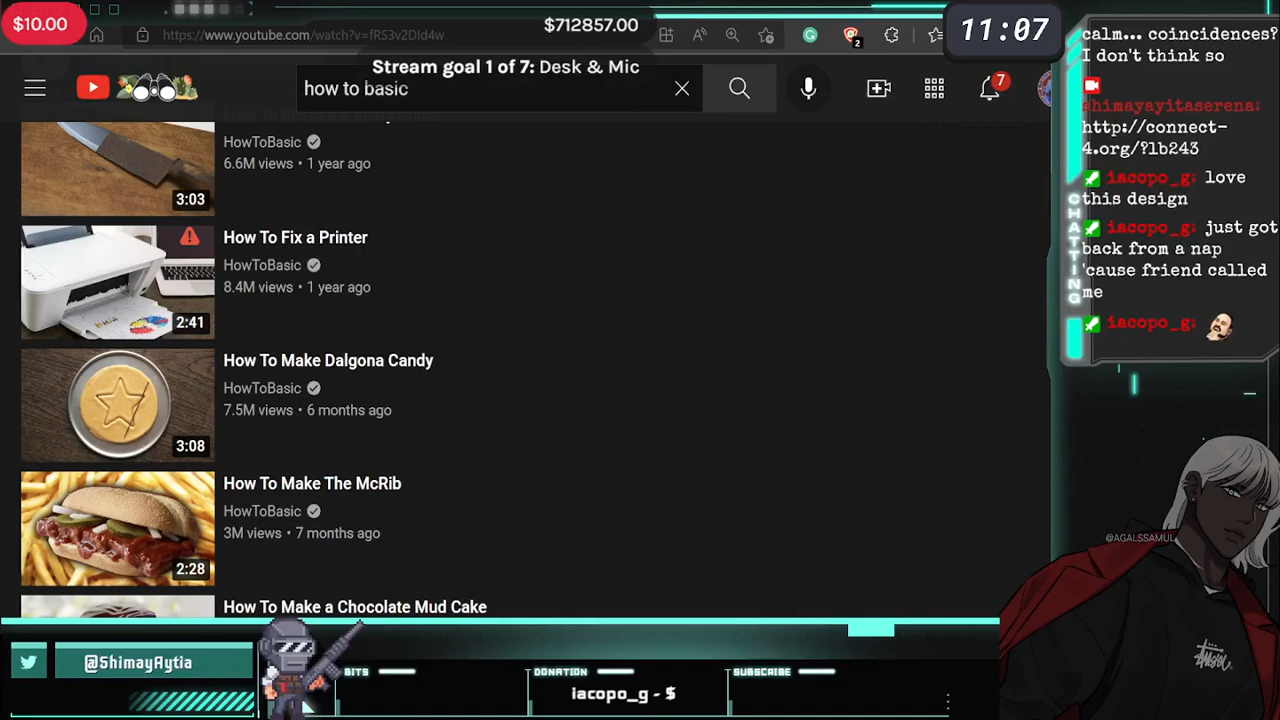 $10.00
$712857.00
11:07
https://www.youtube.com/watch?v=fRS3v2DId4w
2
Stream goal 1 of 7: Desk & Mic
how to basic
7
HowToBasic
6.6M views • 1 year ago
3:03
How To Fix a Printer
HowToBasic
8.4M views • 1 year ago
2:41
How To Make Dalgona Candy
HowToBasic
7.5M views • 6 months ago
3:08
How To Make The McRib
HowToBasic
3M views • 7 months ago
2:28
How To Make a Chocolate Mud Cake
calm... coincidences?
I don't think so
shimayayitaserena:
http://connect-
4.org/?lb243
iacopo_g: love
this design
iacopo_g: just got
back from a nap
'cause friend called
me
iacopo_g:
CHATTING
@AGALSSAMUL
@ShimayAytia
BITS
DONATION
iacopo_g - $
SUBSCRIBE